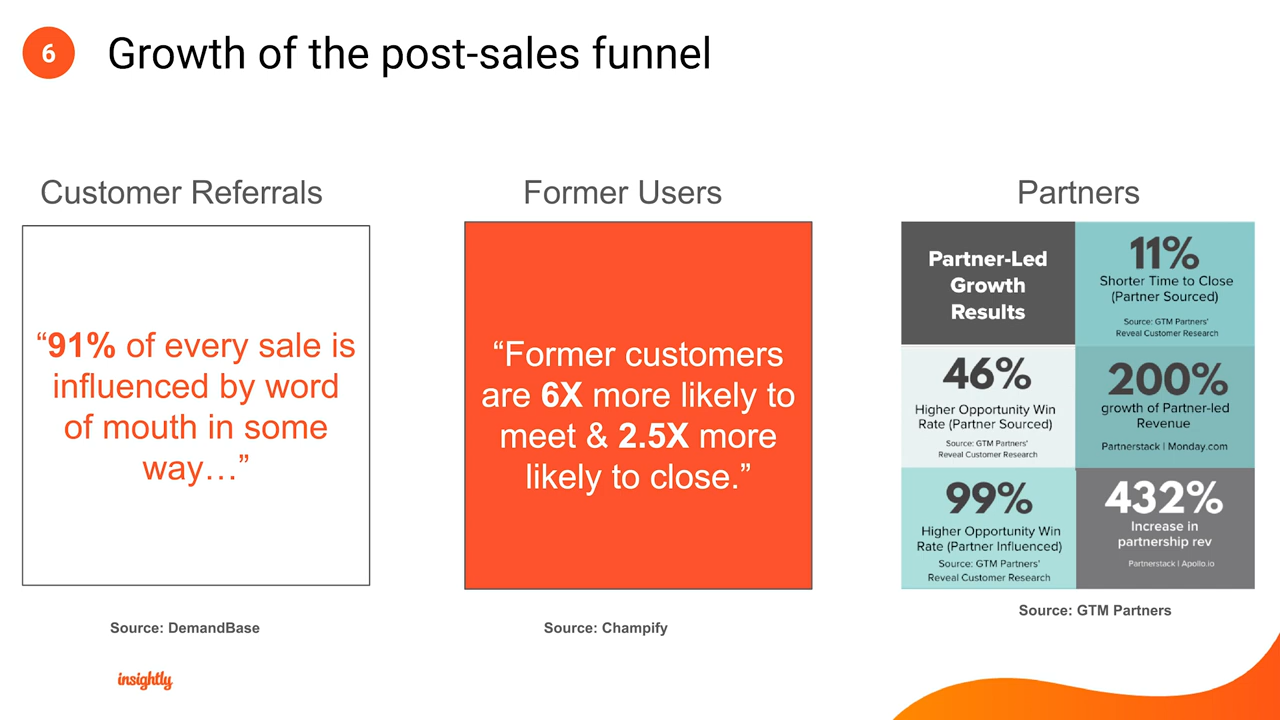 6
Growth of the post-sales funnel
Customer Referrals
“91% of every sale is
influenced by word
of mouth in some
way…”
Source: DemandBase
Former Users
“Former customers
are 6X more likely to
meet & 2.5X more
likely to close.”
Source: Champify
Partners
Partner-Led
Growth
Results
11%
Shorter Time to Close
(Partner Sourced)
Source: GTM Partners’
Reveal Customer Research
46%
Higher Opportunity Win
Rate (Partner Sourced)
Source: GTM Partners’
Reveal Customer Research
200%
growth of Partner-led
Revenue
Partnerstack | Monday.com
99%
Higher Opportunity Win
Rate (Partner Influenced)
Source: GTM Partners’
Reveal Customer Research
432%
Increase in
partnership rev
Partnerstack | Apollo.io
Source: GTM Partners
insightly